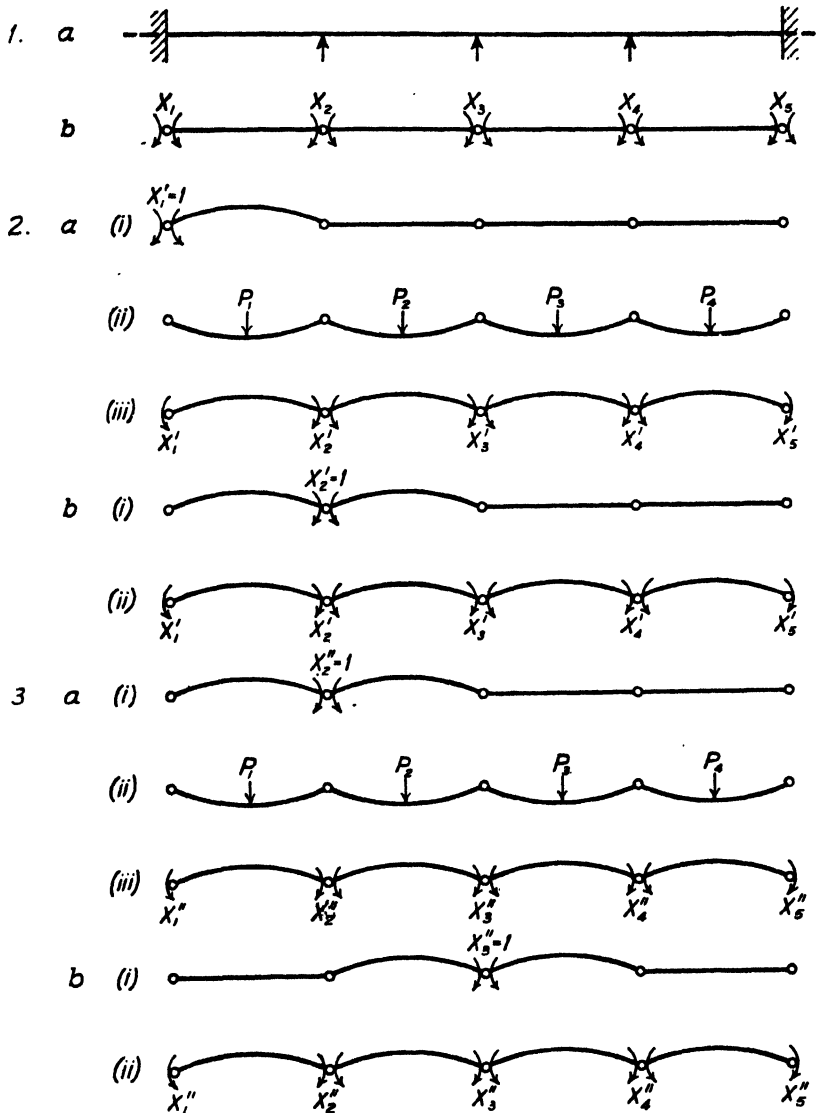 1. a
X₁ X₂ X₃ X₄ X₅
b
X₁'=1
2. a (i)
P₁ P₂ P₃ P₄
(ii)
(iii)
X₁' X₂' X₃' X₄' X₅'
X₂'=1
b (i)
(ii)
X₁' X₂' X₃' X₄' X₅'
X₂''=1
3 a (i)
P₁ P₂ P₃ P₄
(ii)
(iii)
X₁'' X₂'' X₃'' X₄'' X₅''
X₃''=1
b (i)
(ii)
X₁'' X₂'' X₃'' X₄'' X₅''